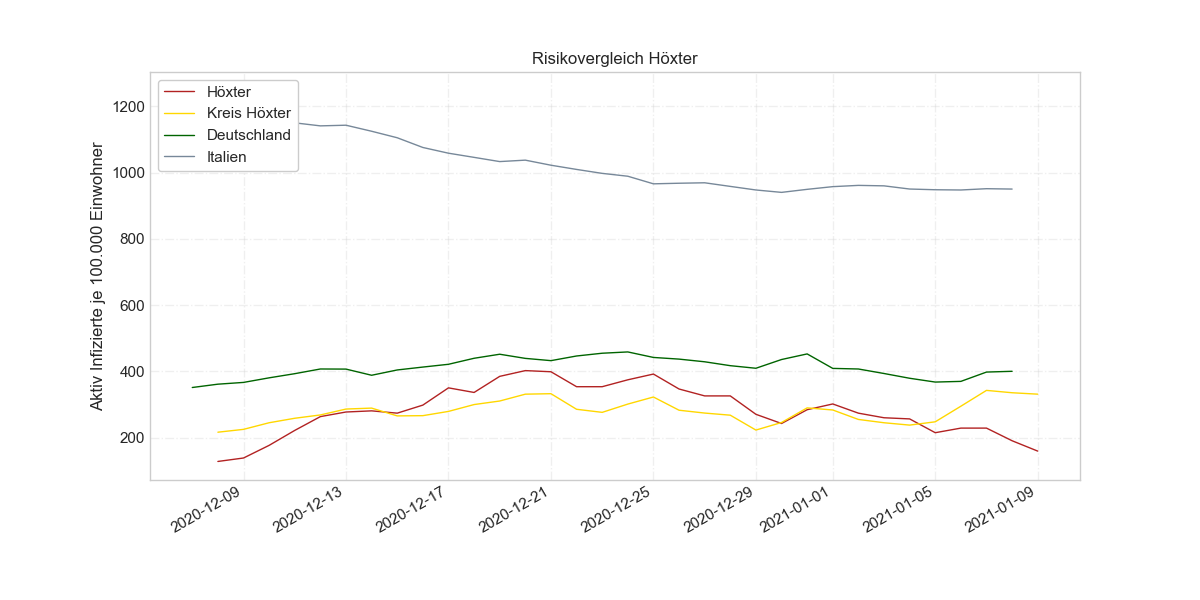 Risikovergleich Höxter
Höxter
Kreis Höxter
Deutschland
Italien
Aktiv Infizierte je 100.000 Einwohner
1200
1000
800
600
400
200
2020-12-09
2020-12-13
2020-12-17
2020-12-21
2020-12-25
2020-12-29
2021-01-01
2021-01-05
2021-01-09